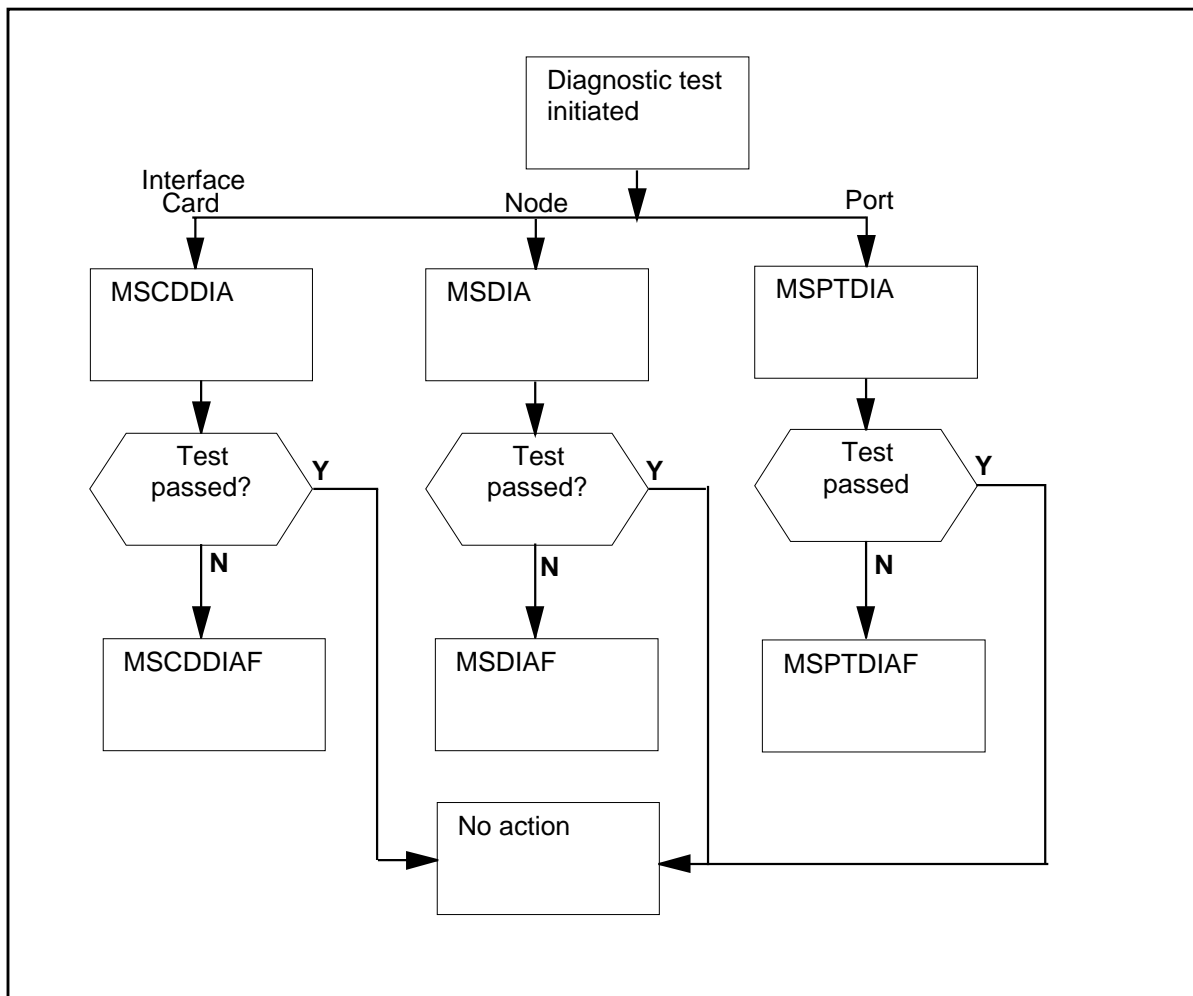 Diagnostic test
initiated
Interface
Card
Node
Port
MSCDDIA
MSDIA
MSPTDIA
Test
passed?
Y
Test
passed?
Y
Test
passed
Y
N
N
N
MSCDDIAF
MSDIAF
MSPTDIAF
No action